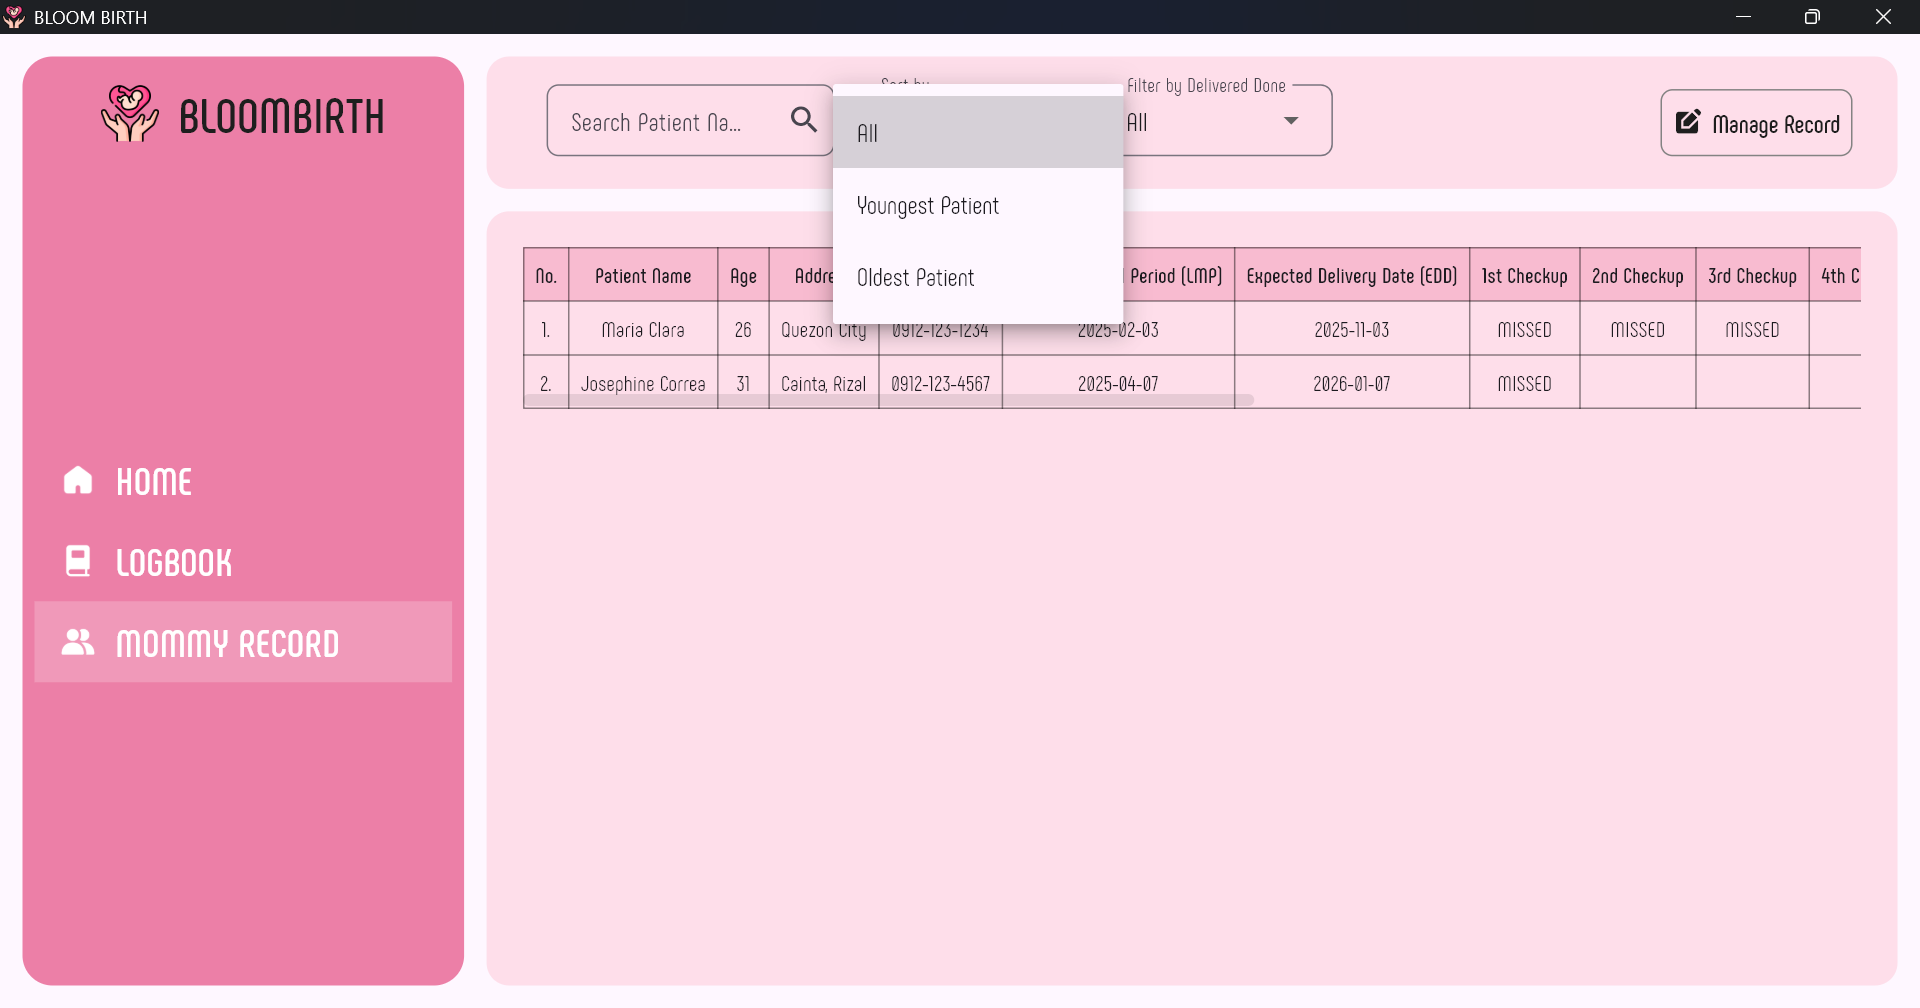 BLOOM BIRTH
BLOOMBIRTH
HOME
LOGBOOK
MOMMY RECORD
Search Patient Na...
Sort by
All
Youngest Patient
Oldest Patient
Filter by Delivered Done
All
Manage Record
No. Patient Name Age Addre Period (LMP) Expected Delivery Date (EDD) 1st Checkup 2nd Checkup 3rd Checkup 4th C
1. Maria Clara 26 Quezon City 0912-123-1234 2025-02-03 2025-11-03 MISSED MISSED MISSED
2. Josephine Correa 31 Cainta, Rizal 0912-123-4567 2025-04-07 2026-01-07 MISSED